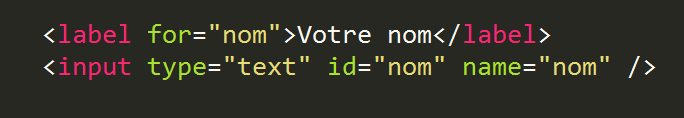 <label for="nom">Votre nom</label>
<input type="text" id="nom" name="nom" />